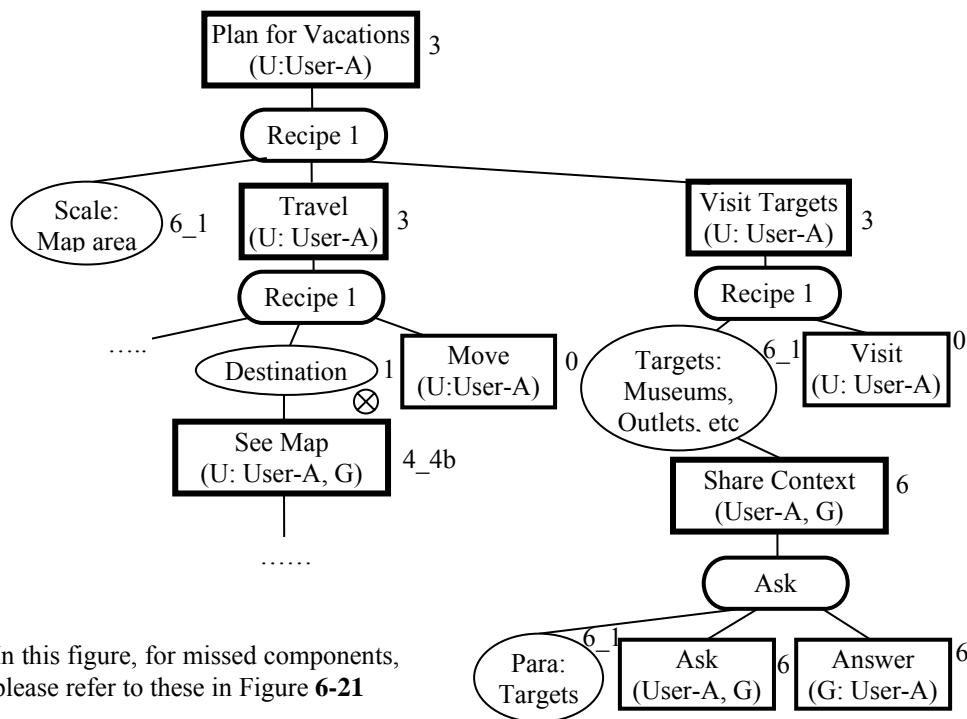 Plan for Vacations
(U:User-A)
3
Recipe 1
Scale:
Map area
6_1
Travel
(U: User-A)
3
Visit Targets
(U: User-A)
3
Recipe 1
Recipe 1
…..
Destination
1
Move
(U:User-A)
0
Targets:
Museums,
Outlets, etc
6_1
Visit
(U: User-A)
0
See Map
(U: User-A, G)
4_4b
Share Context
(User-A, G)
6
……
Ask
In this figure, for missed components,
please refer to these in Figure 6-21
Para:
Targets
6_1
Ask
(User-A, G)
6
Answer
(G: User-A)
6